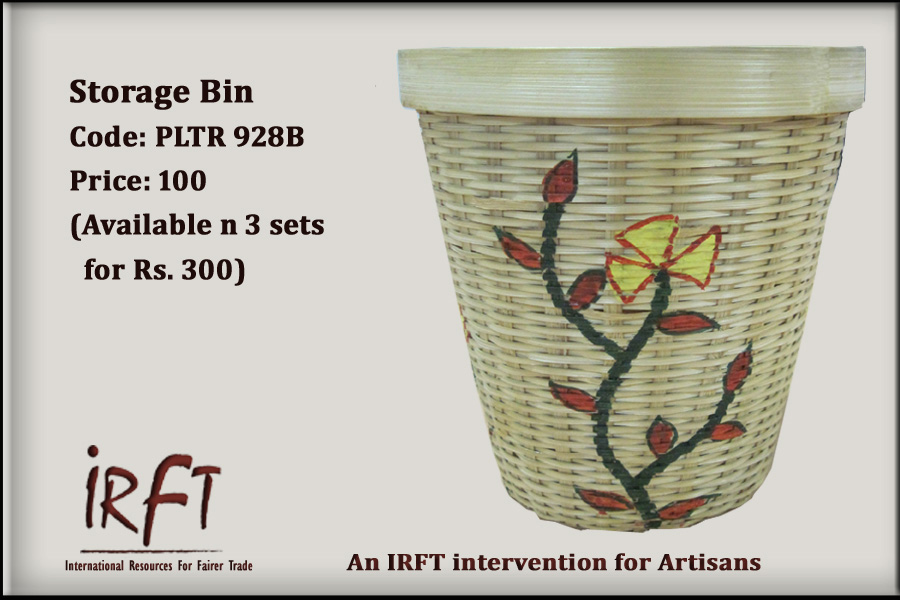 Storage Bin
Code: PLTR 928B
Price: 100
(Available n 3 sets
for Rs. 300)
iRFT
International Resources For Fairer Trade
An IRFT intervention for Artisans